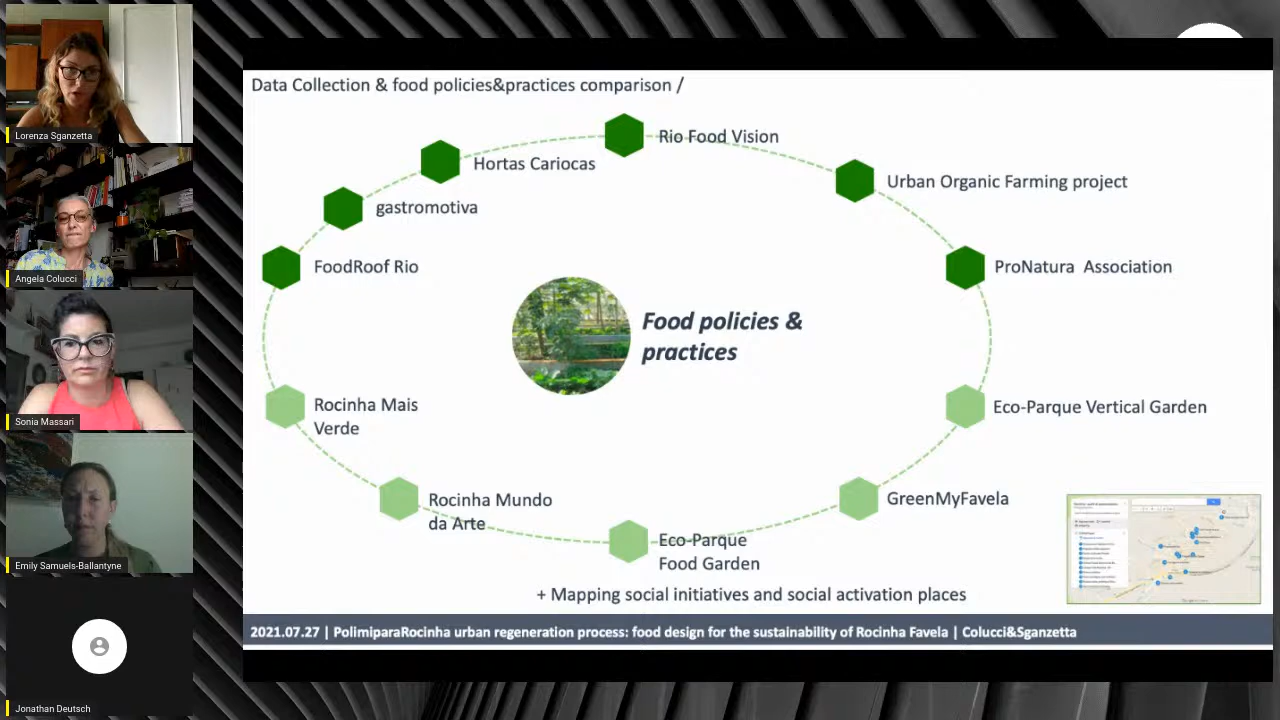 Lorenza Sganzetta
Angela Colucci
Sonia Massari
Emily Samuels-Ballantyne
Jonathan Deutsch
Data Collection & food policies&practices comparison /
Rio Food Vision
Hortas Cariocas
Urban Organic Farming project
gastromotiva
FoodRoof Rio
ProNatura Association
Food policies &
practices
Rocinha Mais
Verde
Eco-Parque Vertical Garden
Rocinha Mundo
da Arte
GreenMyFavela
Eco-Parque
Food Garden
+ Mapping social initiatives and social activation places
2021.07.27 | PolimiparaRocinha urban regeneration process: food design for the sustainability of Rocinha Favela | Colucci&Sganzetta